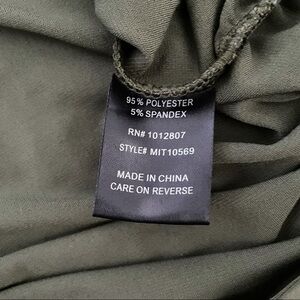 95% POLYESTER
5% SPANDEX
RN# 1012807
STYLE# MIT10569
MADE IN CHINA
CARE ON REVERSE